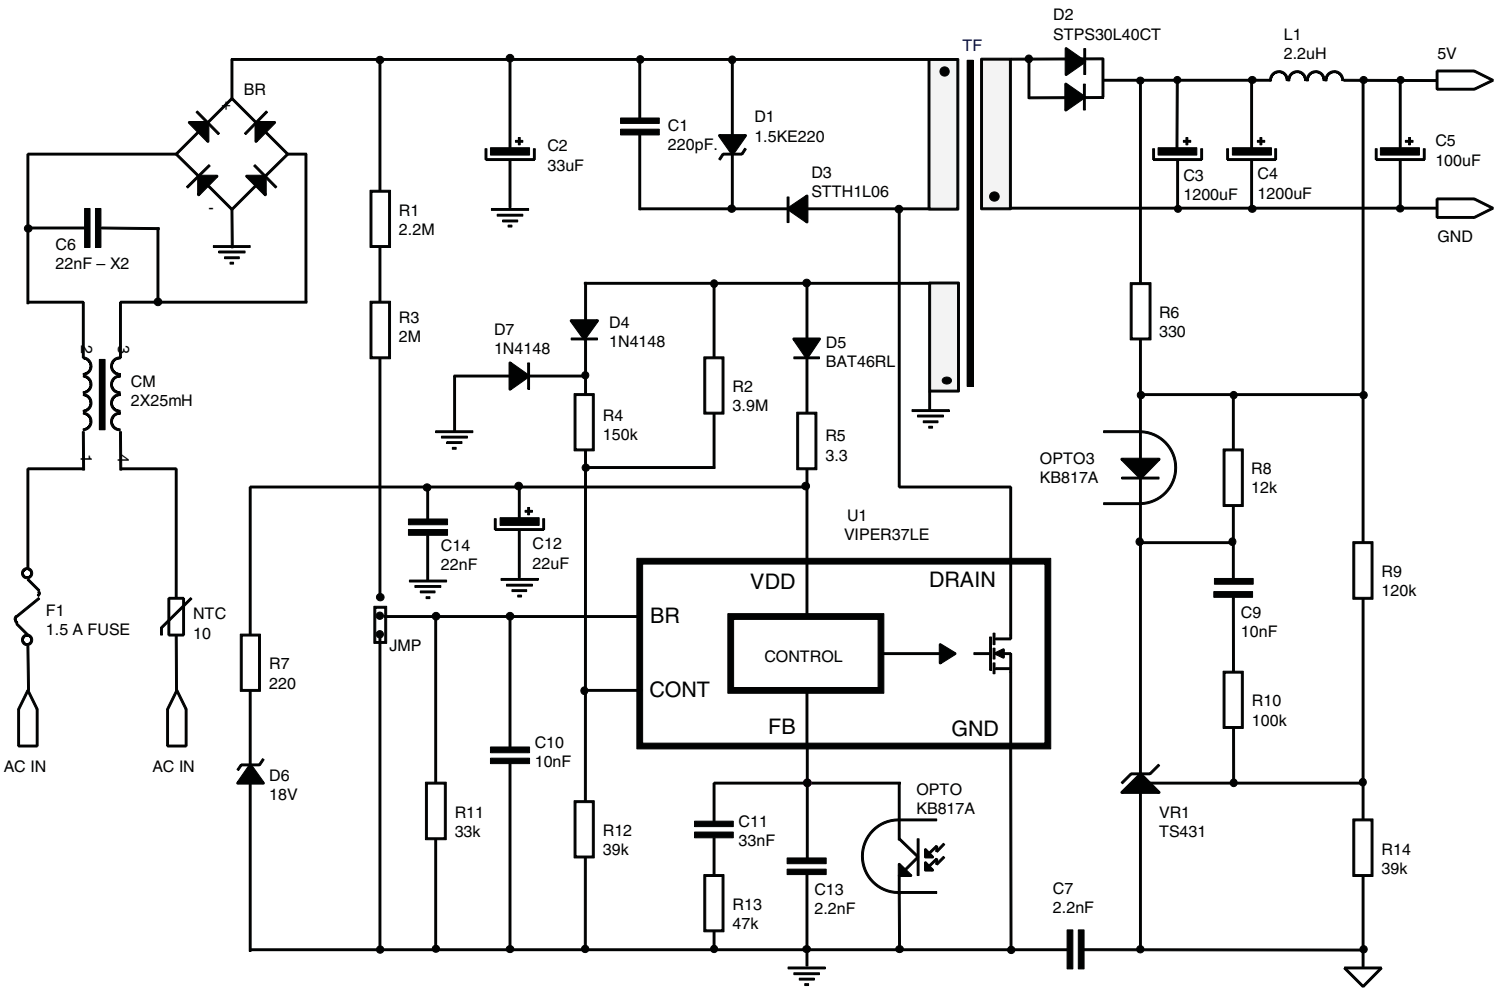 D2
STPS30L40CT
L1
2.2uH
5V
TF
BR
+
-
C2
33uF
+
C1
220pF.
D1
1.5KE220
D3
STTH1L06
C3
1200uF
+
C4
1200uF
+
C5
100uF
+
GND
C6
22nF – X2
R1
2.2M
R3
2M
2
3
CM
2X25mH
1
4
D7
1N4148
D4
1N4148
D5
BAT46RL
R2
3.9M
R4
150k
R5
3.3
R6
330
OPTO3
KB817A
R8
12k
U1
VIPER37LE
C14
22nF
C12
22uF
+
VDD
DRAIN
BR
CONTROL
CONT
FB
GND
F1
1.5 A FUSE
NTC
10
JMP
R7
220
D6
18V
AC IN
AC IN
R9
120k
C9
10nF
R10
100k
C10
10nF
R11
33k
R12
39k
C11
33nF
R13
47k
C13
2.2nF
OPTO
KB817A
VR1
TS431
R14
39k
C7
2.2nF